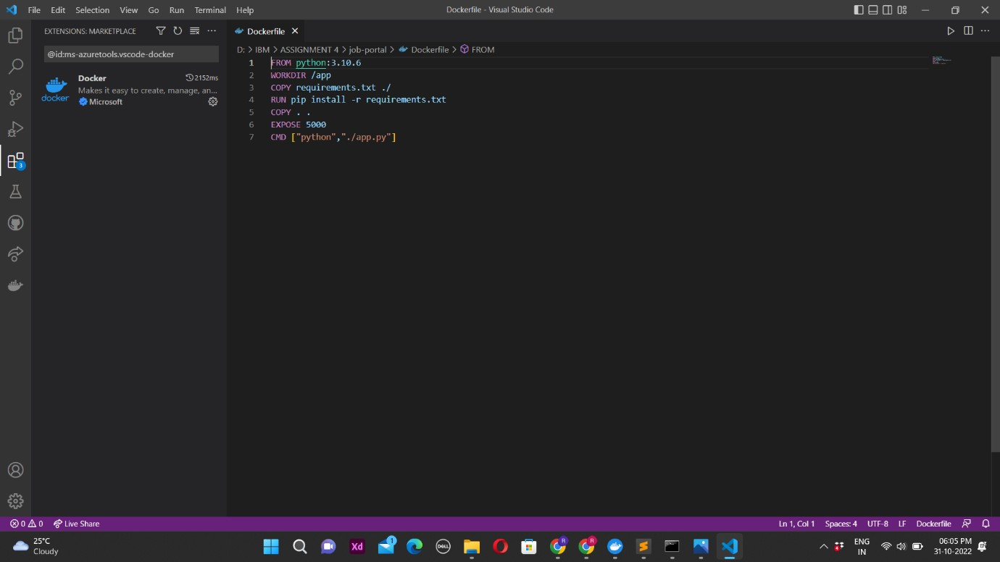 File Edit Selection View Go Run Terminal Help
Dockerfile - Visual Studio Code
EXTENSIONS: MARKETPLACE
@id:ms-azuretools.vscode-docker
Docker 2152ms
Makes it easy to create, manage, an...
docker
Microsoft
3
Dockerfile
D: > IBM > ASSIGNMENT 4 > job-portal > Dockerfile > FROM
1 FROM python:3.10.6
2 WORKDIR /app
3 COPY requirements.txt ./
4 RUN pip install -r requirements.txt
5 COPY . .
6 EXPOSE 5000
7 CMD ["python","./app.py"]
0 0 Live Share
Ln 1, Col 1 Spaces: 4 UTF-8 LF Dockerfile
25°C
Cloudy
Xd
1
DELL
R
R
ENG
IN
06:05 PM
31-10-2022